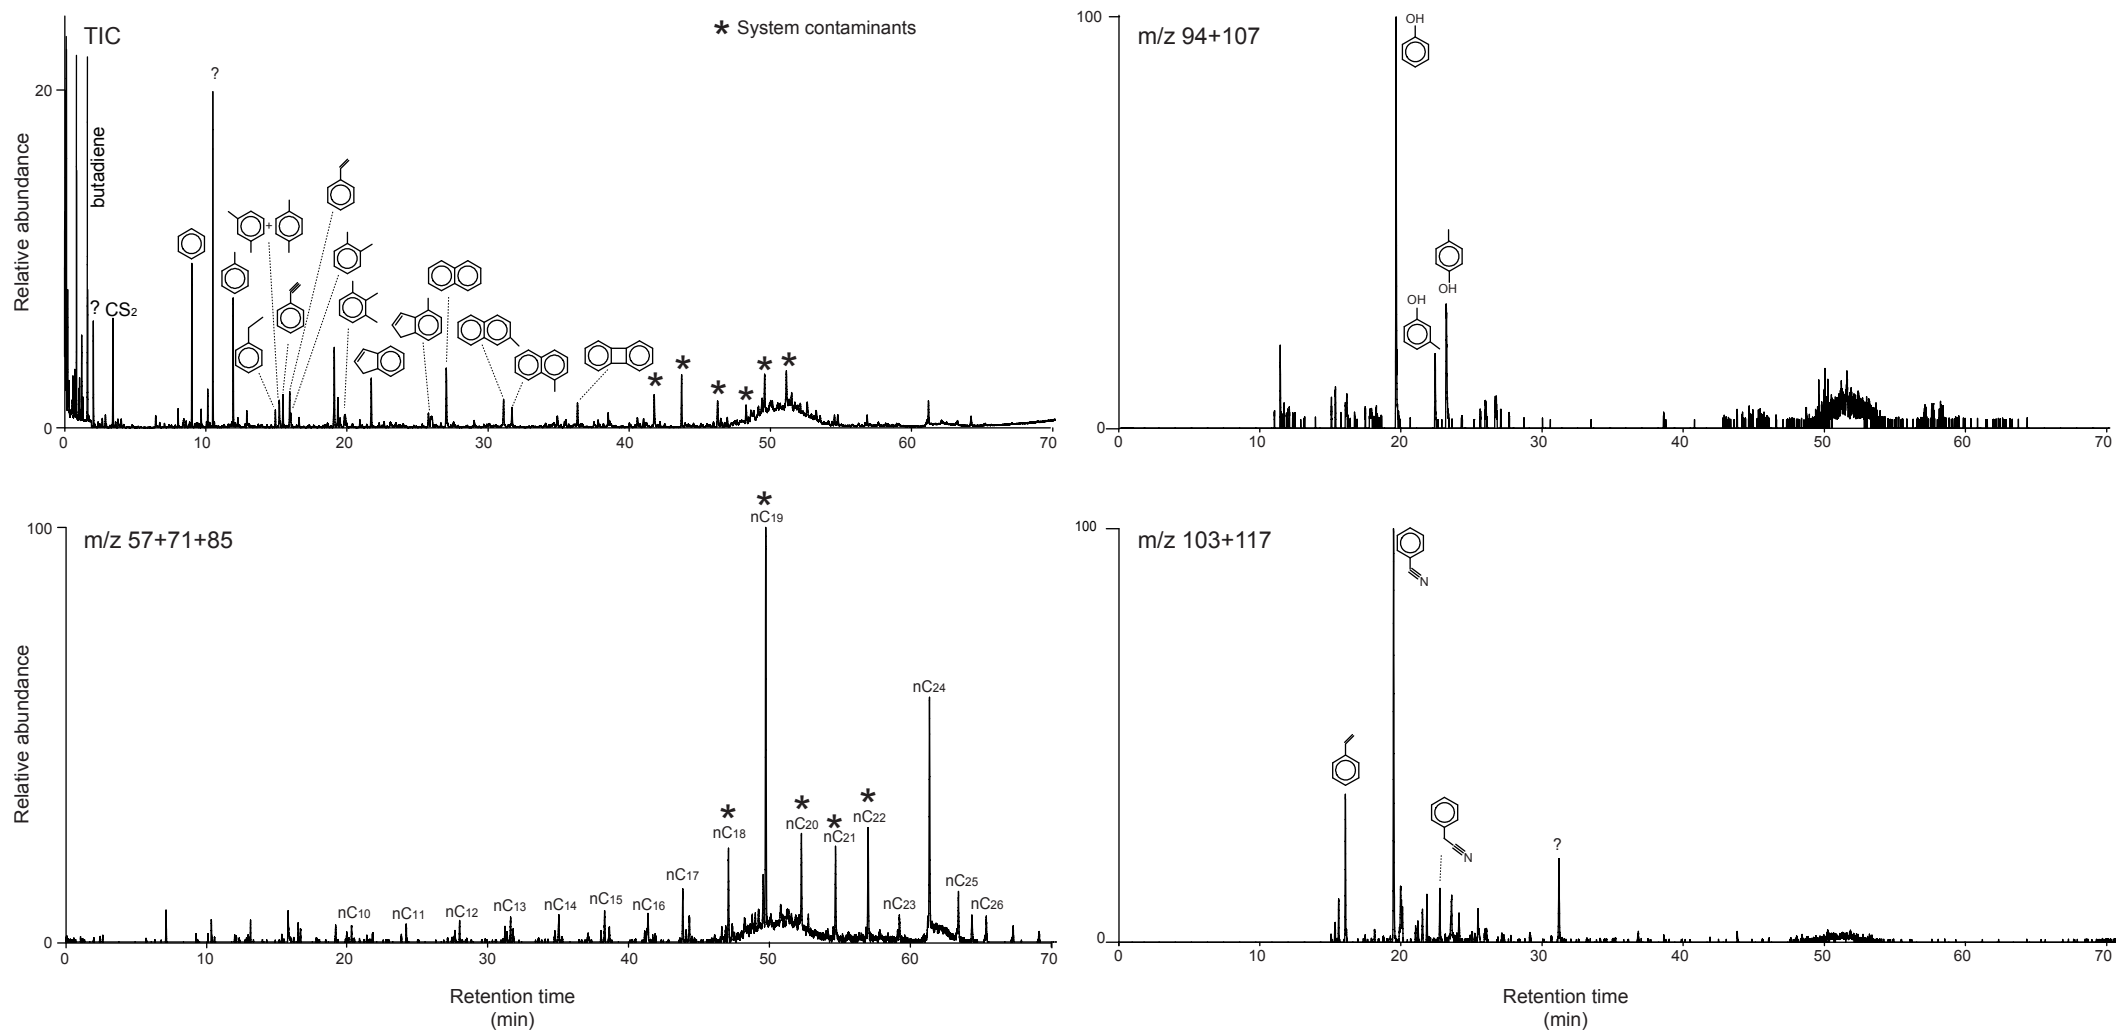 TIC
* System contaminants
20
0
Relative abundance
butadiene
?
? CS2
+
* * * * * *
0 10 20 30 40 50 60 70
m/z 94+107
100
0
OH
OH
OH
0 10 20 30 40 50 60 70
m/z 57+71+85
100
0
Relative abundance
nC10 nC11 nC12 nC13 nC14 nC15 nC16 nC17
*
nC18
*
nC19
*
nC20
*
nC21
*
nC22
nC23
nC24
nC25
nC26
0 10 20 30 40 50 60 70
Retention time
(min)
m/z 103+117
100
0
N
N
?
0 10 20 30 40 50 60 70
Retention time
(min)